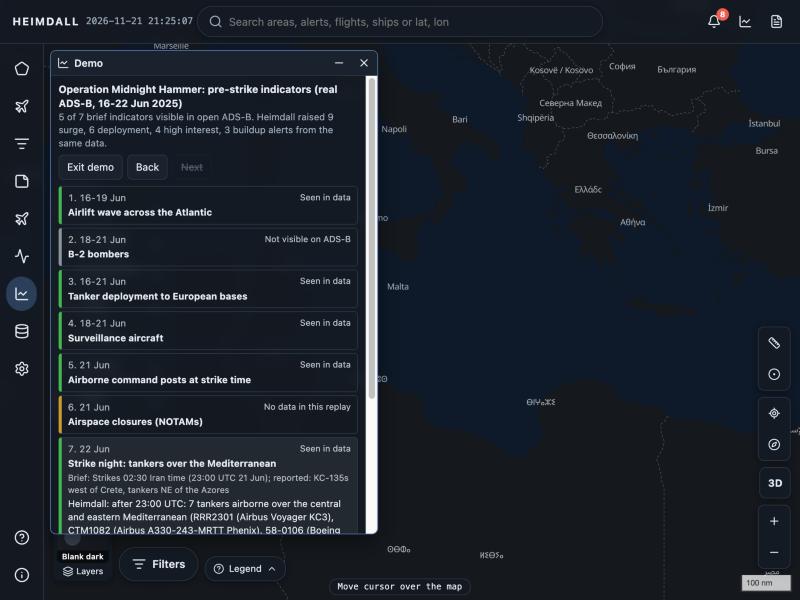 HEIMDALL 2026-11-21 21:25:07
Search areas, alerts, flights, ships or lat, lon
8
Marseille
Demo
Operation Midnight Hammer: pre-strike indicators (real
ADS-B, 16-22 Jun 2025)
5 of 7 brief indicators visible in open ADS-B. Heimdall raised 9
surge, 6 deployment, 4 high interest, 3 buildup alerts from the
same data.
Exit demo
Back
Next
1. 16-19 Jun
Seen in data
Airlift wave across the Atlantic
2. 18-21 Jun
Not visible on ADS-B
B-2 bombers
3. 16-21 Jun
Seen in data
Tanker deployment to European bases
4. 18-21 Jun
Seen in data
Surveillance aircraft
5. 21 Jun
Seen in data
Airborne command posts at strike time
6. 21 Jun
No data in this replay
Airspace closures (NOTAMs)
7. 22 Jun
Seen in data
Strike night: tankers over the Mediterranean
Brief: Strikes 02:30 Iran time (23:00 UTC 21 Jun); reported: KC-135s
west of Crete, tankers NE of the Azores
Heimdall: after 23:00 UTC: 7 tankers airborne over the central
and eastern Mediterranean (RRR2301 (Airbus Voyager KC3),
CTM1082 (Airbus A330-243-MRTT Phenix), 58-0106 (Boeing
Kosovë / Kosovo
София
България
Северна Македонија
Shqipëria
Bari
Napoli
Θεσσαλονίκη
İstanbul
Bursa
Ελλάς
İzmir
Αθήνα
Malta
3D
Blank dark
Layers
Filters
Legend
Move cursor over the map
100 nm